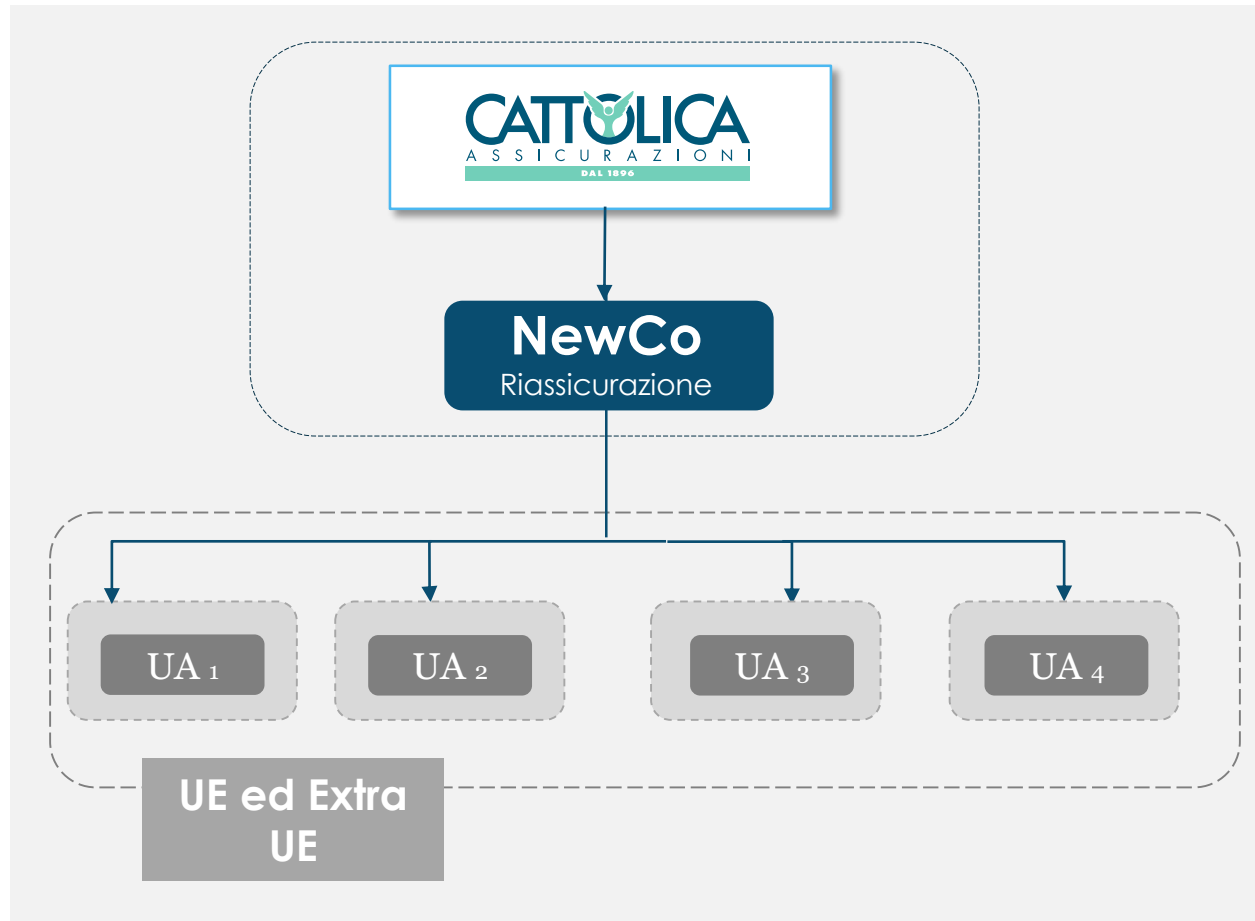 CATTOLICA
ASSICURAZIONI
DAL 1896
NewCo
Riassicurazione
UA 1
UA 2
UA 3
UA 4
UE ed Extra
UE